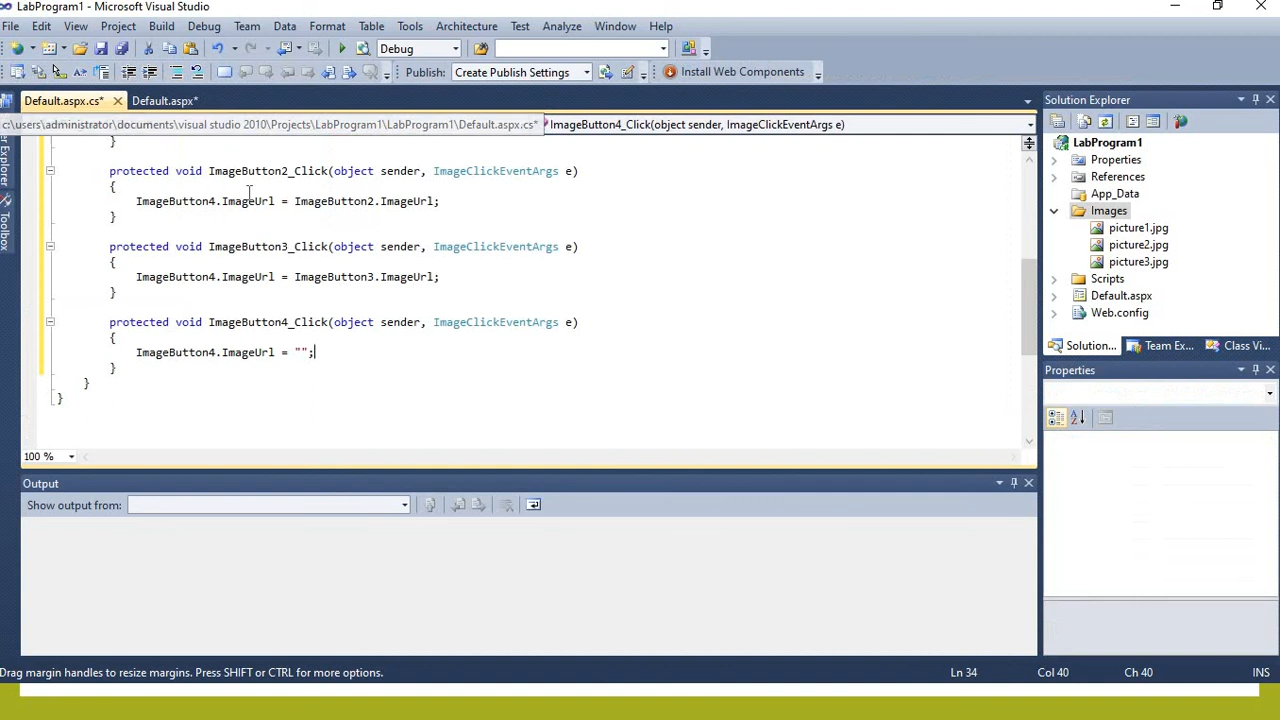 LabProgram1 - Microsoft Visual Studio
File Edit View Project Build Debug Team Data Format Table Tools Architecture Test Analyze Window Help
Debug
Publish: Create Publish Settings Install Web Components
Default.aspx.cs* Default.aspx*
c:\users\administrator\documents\visual studio 2010\Projects\LabProgram1\LabProgram1\Default.aspx.cs* ImageButton4_Click(object sender, ImageClickEventArgs e)
}
protected void ImageButton2_Click(object sender, ImageClickEventArgs e)
{
ImageButton4.ImageUrl = ImageButton2.ImageUrl;
}
protected void ImageButton3_Click(object sender, ImageClickEventArgs e)
{
ImageButton4.ImageUrl = ImageButton3.ImageUrl;
}
protected void ImageButton4_Click(object sender, ImageClickEventArgs e)
{
ImageButton4.ImageUrl = "";
}
}
}
100 %
Output
Show output from:
Solution Explorer
LabProgram1
Properties
References
App_Data
Images
picture1.jpg
picture2.jpg
picture3.jpg
Scripts
Default.aspx
Web.config
Solution... Team Ex... Class Vi...
Properties
Toolbox
Drag margin handles to resize margins. Press SHIFT or CTRL for more options. Ln 34 Col 40 Ch 40 INS